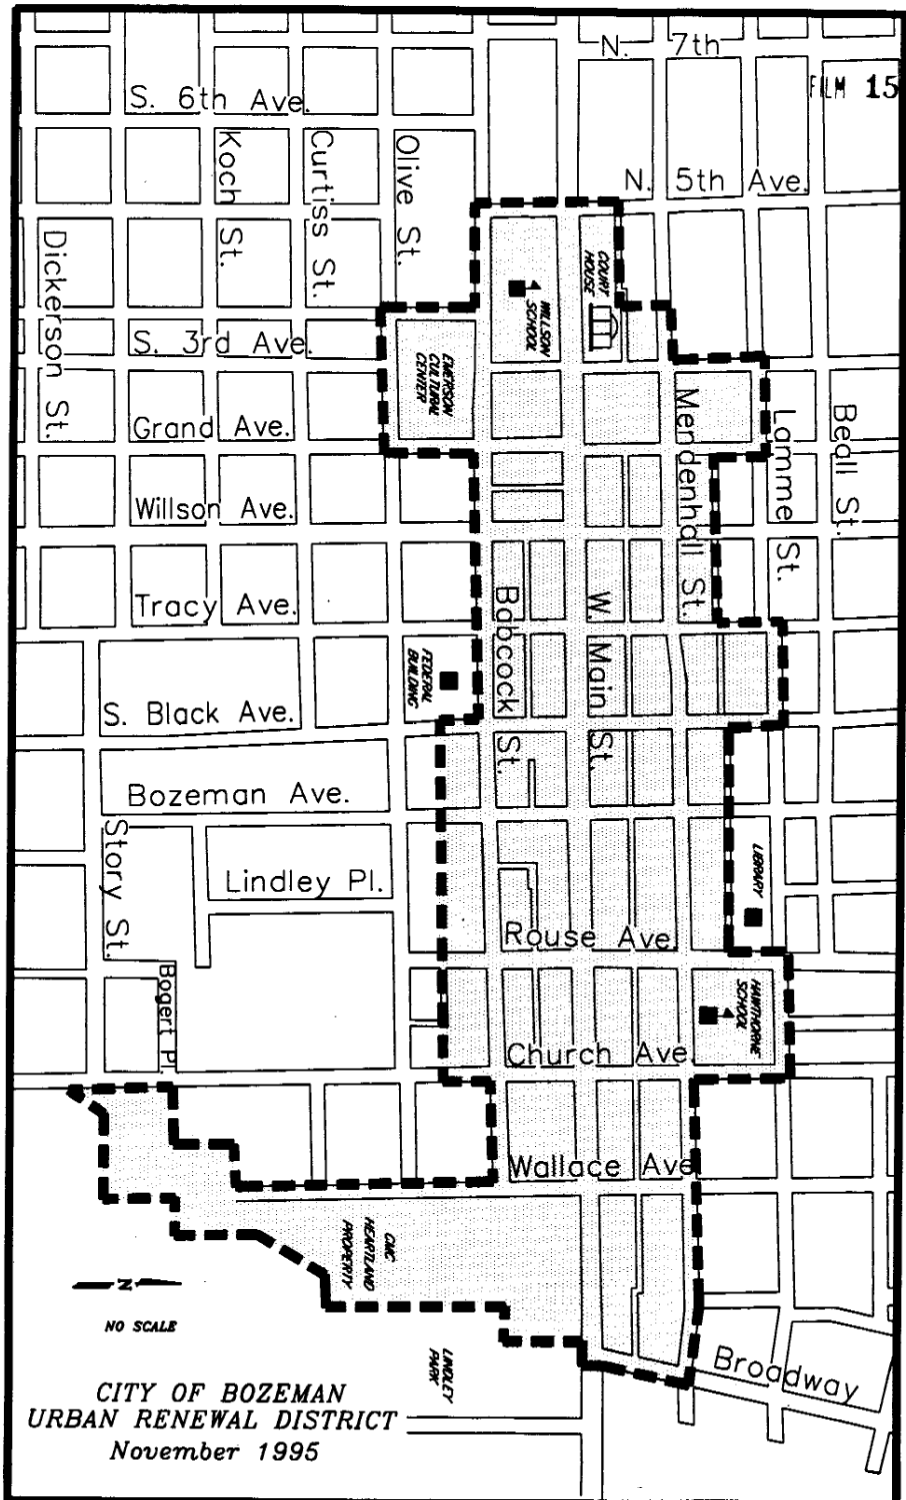 N. 7th
FILM 15
S. 6th Ave.
N. 5th Ave.
Koch St.
Curtiss St.
Olive St.
Dickerson St.
COURT
HOUSE
WILLSON
SCHOOL
S. 3rd Ave.
EMERSON
CULTURAL
CENTER
Grand Ave.
Mendenhall St.
Lamme St.
Beall St.
Willson Ave.
Tracy Ave.
Babcock St.
W. Main St.
FEDERAL
BUILDING
S. Black Ave.
Bozeman Ave.
Story St.
LIBRARY
Lindley Pl.
Rouse Ave.
Bogert Pl.
HAWTHORNE
SCHOOL
Church Ave.
Wallace Ave
CMC
HEARTLAND
PROPERTY
N
NO SCALE
LINDLEY
PARK
Broadway
CITY OF BOZEMAN
URBAN RENEWAL DISTRICT
November 1995